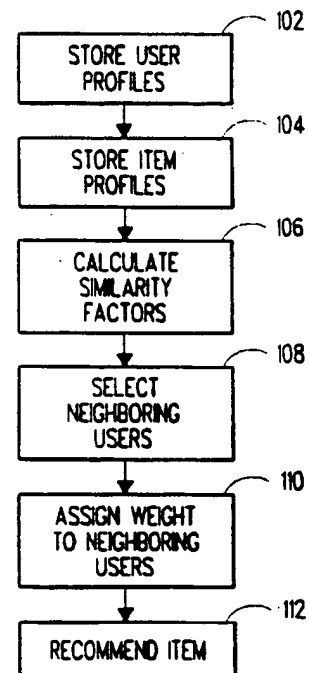 102
STORE USER
PROFILES
104
STORE ITEM
PROFILES
106
CALCULATE
SIMILARITY
FACTORS
108
SELECT
NEIGHBORING
USERS
110
ASSIGN WEIGHT
TO NEIGHBORING
USERS
112
RECOMMEND ITEM